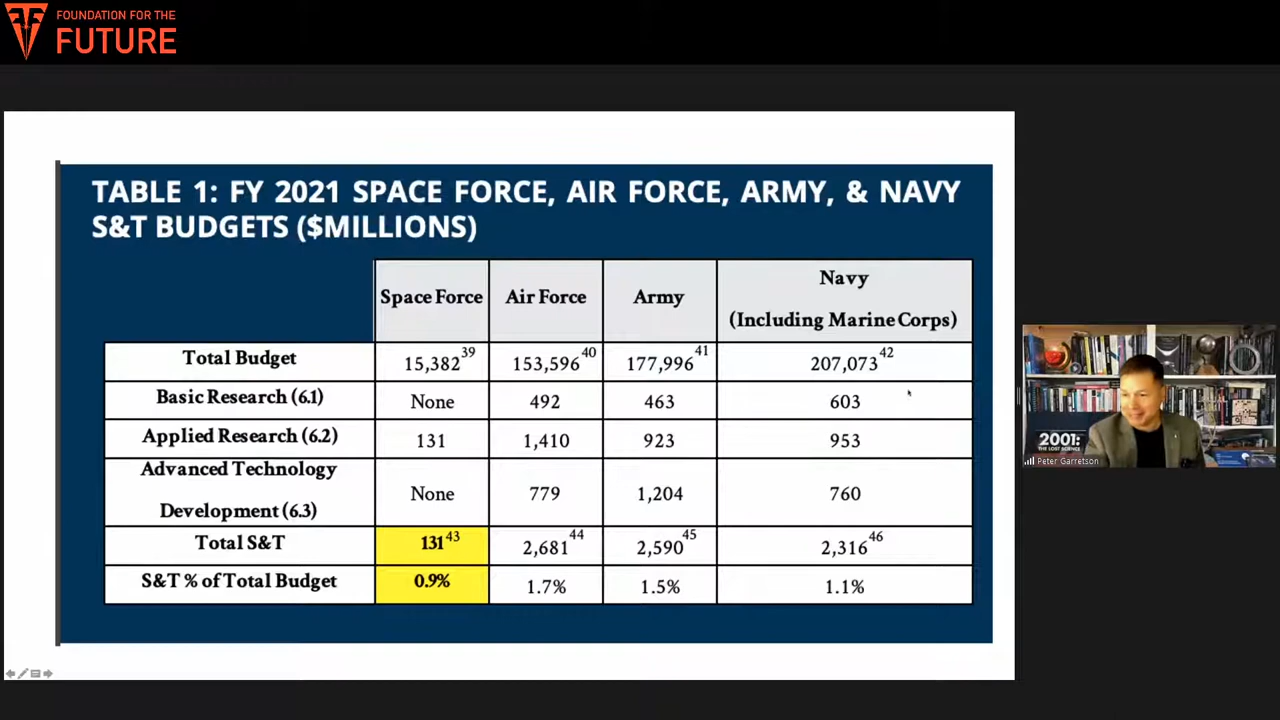 FOUNDATION FOR THE
FUTURE
TABLE 1: FY 2021 SPACE FORCE, AIR FORCE, ARMY, & NAVY
S&T BUDGETS ($MILLIONS)
Space Force Air Force Army Navy
(Including Marine Corps)
Total Budget 15,382³⁹ 153,596⁴⁰ 177,996⁴¹ 207,073⁴²
Basic Research (6.1) None 492 463 603
Applied Research (6.2) 131 1,410 923 953
Advanced Technology
Development (6.3) None 779 1,204 760
Total S&T 131⁴³ 2,681⁴⁴ 2,590⁴⁵ 2,316⁴⁶
S&T % of Total Budget 0.9% 1.7% 1.5% 1.1%
2001:
THE LOST SCIENCE
Peter Garretson